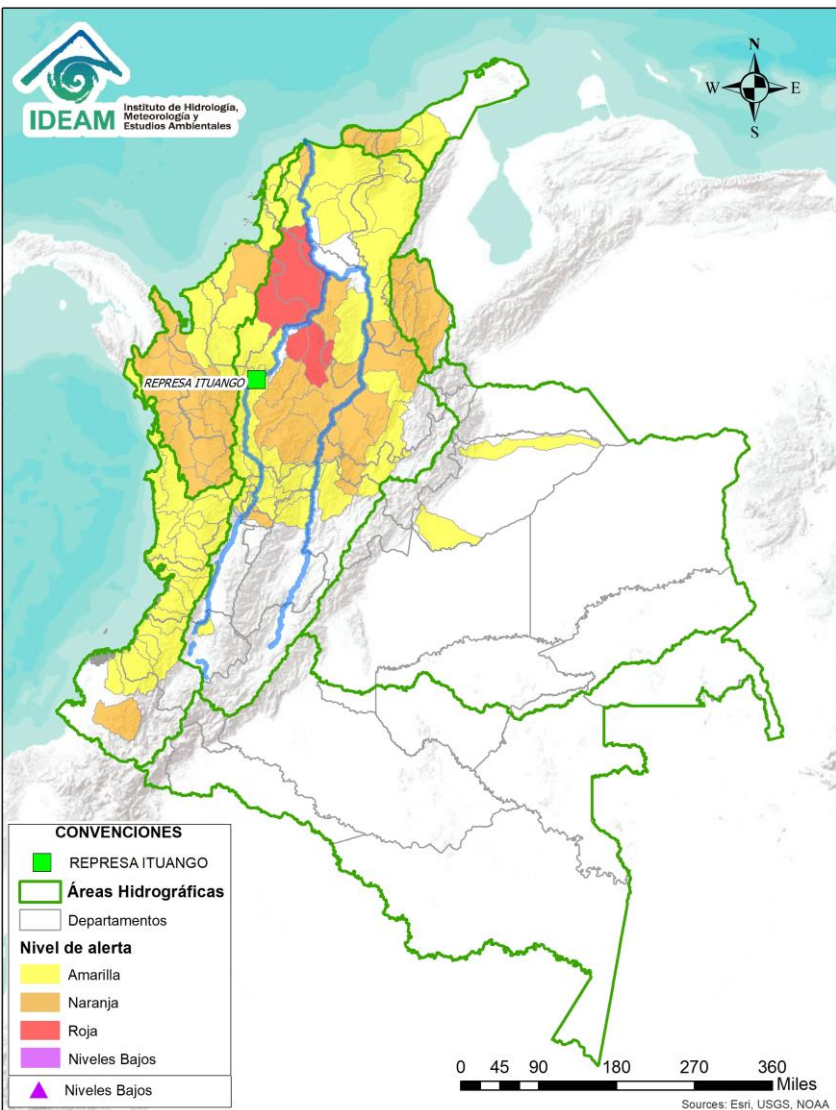 IDEAM
Instituto de Hidrología,
Meteorología y
Estudios Ambientales
N
W
E
S
REPRESA ITUANGO
CONVENCIONES
REPRESA ITUANGO
Áreas Hidrográficas
Departamentos
Nivel de alerta
Amarilla
Naranja
Roja
Niveles Bajos
Niveles Bajos
0 45 90 180 270 360
Miles
Sources: Esri, USGS, NOAA